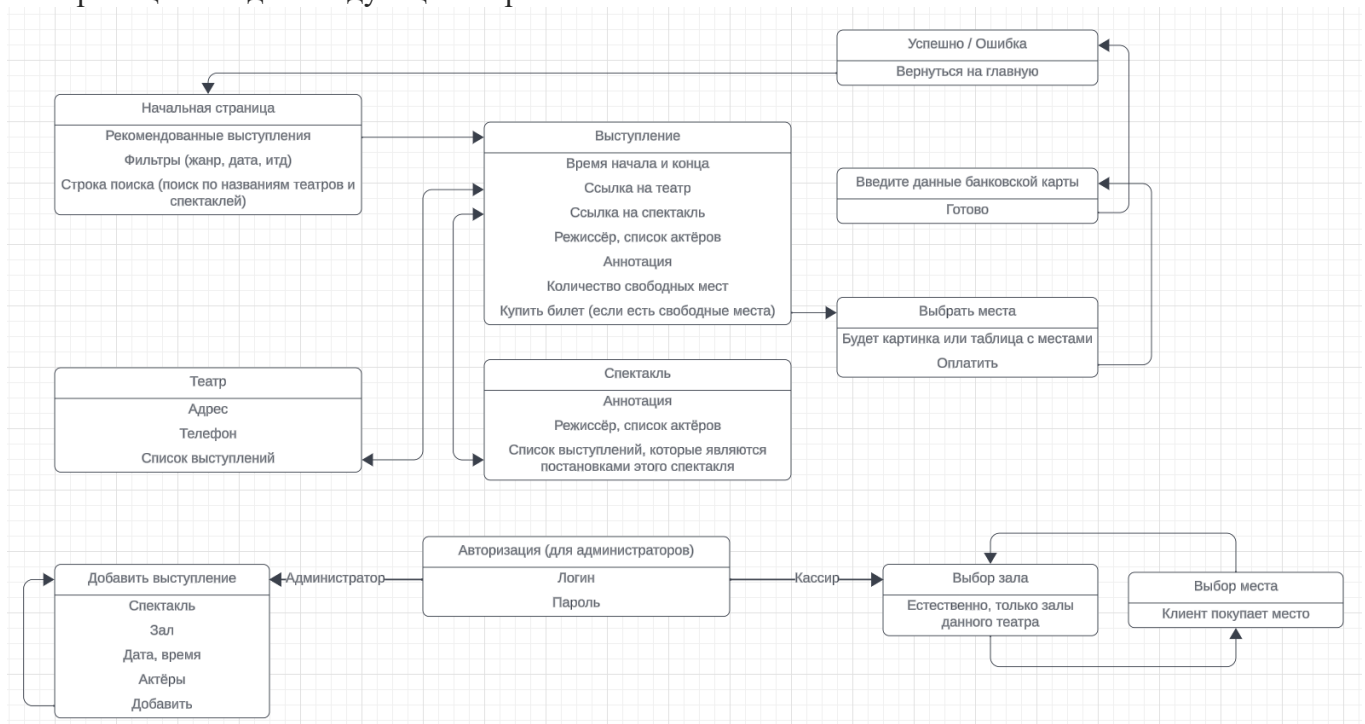 Успешно / Ошибка
Вернуться на главную
Начальная страница
Рекомендованные выступления
Фильтры (жанр, дата, итд)
Строка поиска (поиск по названиям театров и
спектаклей)
Выступление
Время начала и конца
Ссылка на театр
Ссылка на спектакль
Режиссёр, список актёров
Аннотация
Количество свободных мест
Купить билет (если есть свободные места)
Введите данные банковской карты
Готово
Выбрать места
Будет картинка или таблица с местами
Оплатить
Театр
Адрес
Телефон
Список выступлений
Спектакль
Аннотация
Режиссёр, список актёров
Список выступлений, которые являются
постановками этого спектакля
Авторизация (для администраторов)
Логин
Пароль
Администратор
Кассир
Добавить выступление
Спектакль
Зал
Дата, время
Актёры
Добавить
Выбор зала
Естественно, только залы
данного театра
Выбор места
Клиент покупает место